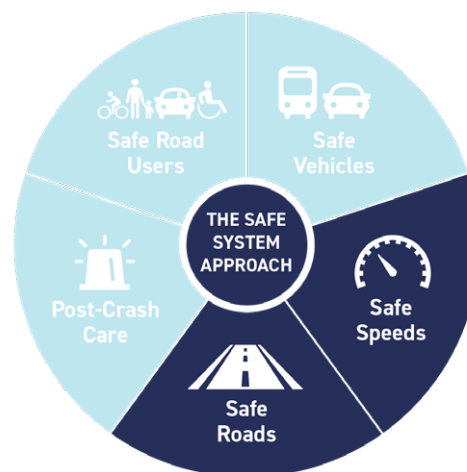 Safe Road
Users
Safe
Vehicles
THE SAFE
SYSTEM
APPROACH
Post-Crash
Care
Safe
Speeds
Safe
Roads